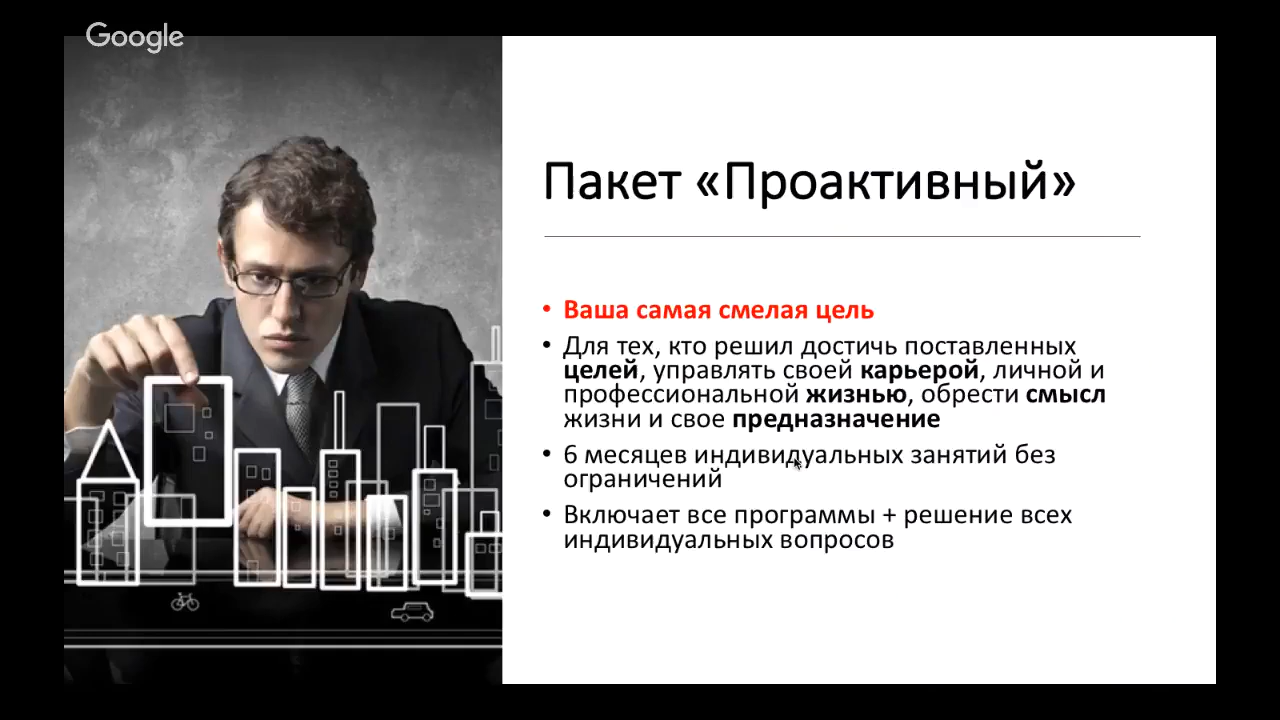 Google
Пакет «Проактивный»
• Ваша самая смелая цель
• Для тех, кто решил достичь поставленных
целей, управлять своей карьерой, личной и
профессиональной жизнью, обрести смысл
жизни и свое предназначение
• 6 месяцев индивидуальных занятий без
ограничений
• Включает все программы + решение всех
индивидуальных вопросов